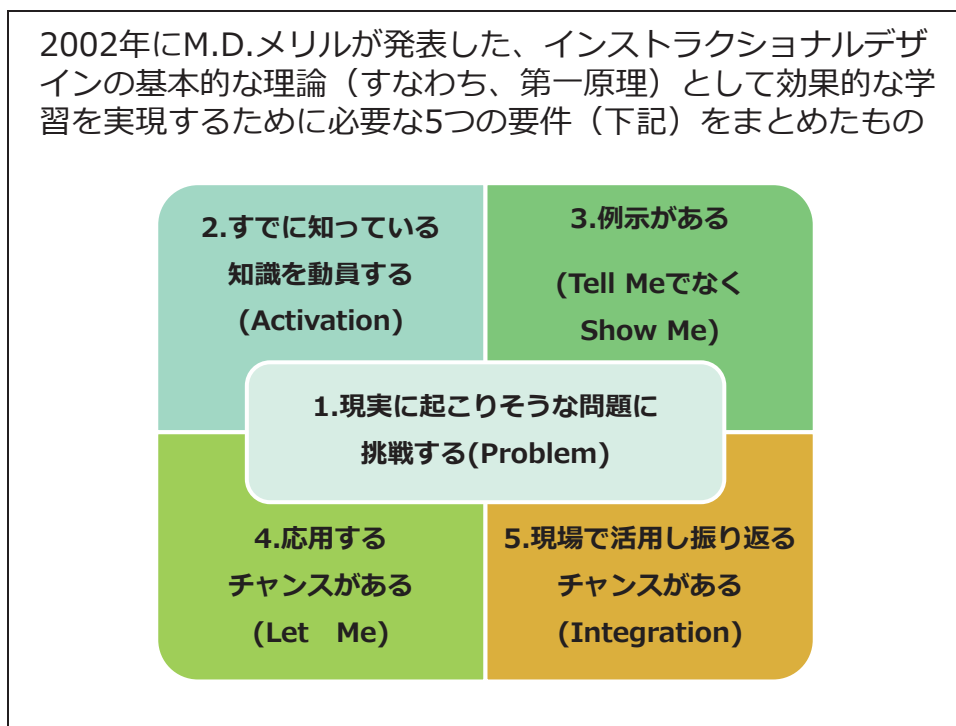 2002年にM.D.メリルが発表した、インストラクショナルデザ
インの基本的な理論（すなわち、第一原理）として効果的な学
習を実現するために必要な5つの要件（下記）をまとめたもの
2.すでに知っている
知識を動員する
(Activation)
3.例示がある
(Tell Meでなく
Show Me)
1.現実に起こりそうな問題に
挑戦する(Problem)
4.応用する
チャンスがある
(Let　Me)
5.現場で活用し振り返る
チャンスがある
(Integration)